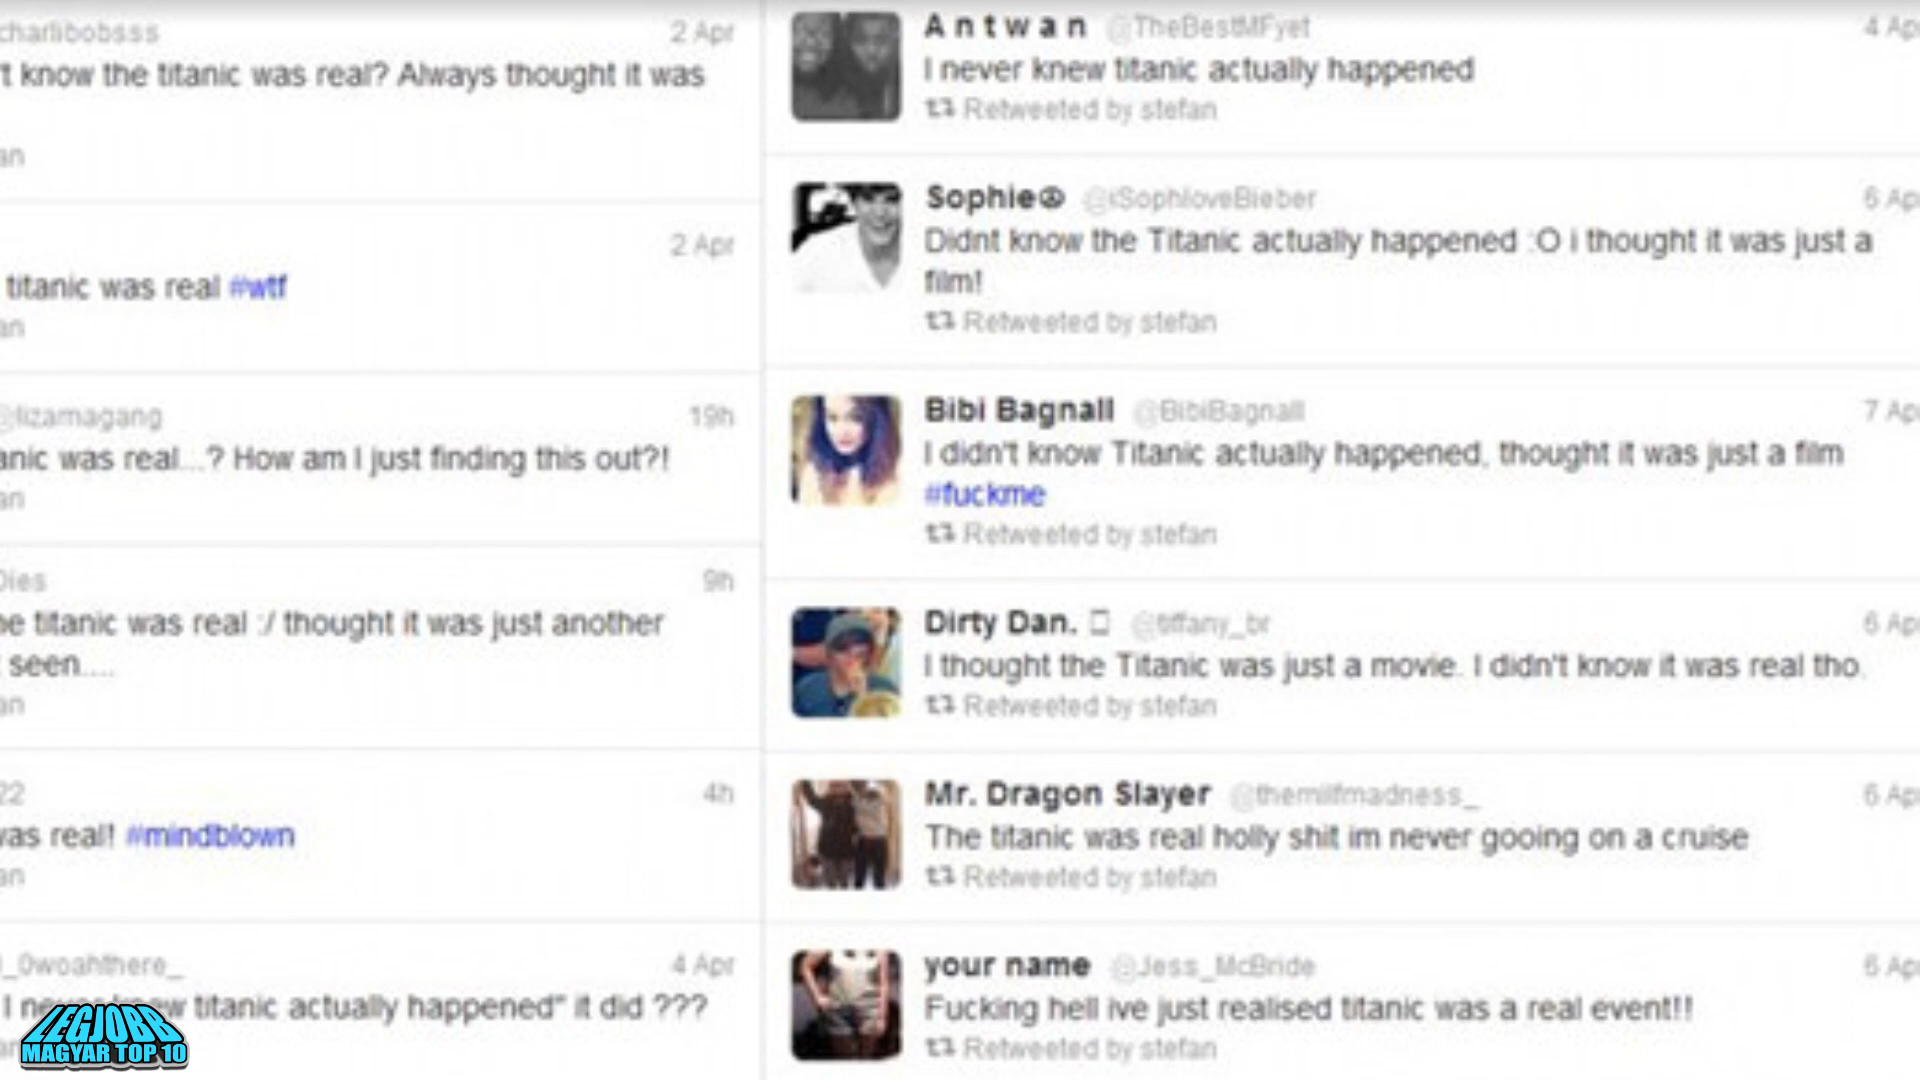 charlibobsss 2 Apr
't know the titanic was real? Always thought it was
an
2 Apr
titanic was real #wtf
an
@lizamagang 19h
anic was real...? How am I just finding this out?!
an
Dies 9h
ne titanic was real :/ thought it was just another
t seen....
an
22 4h
was real! #mindblown
an
_0woahthere_ 4 Apr
I never knew titanic actually happened" it did ???
LEGJOBB
MAGYAR TOP 10
A n t w a n @TheBestMFyet 4 Ap
I never knew titanic actually happened
Retweeted by stefan
Sophie☮ @iSophloveBieber 6 Ap
Didnt know the Titanic actually happened :O i thought it was just a
film!
Retweeted by stefan
Bibi Bagnall @BibiBagnall 7 Ap
I didn't know Titanic actually happened, thought it was just a film
#fuckme
Retweeted by stefan
Dirty Dan. @tiffany_br 6 Ap
I thought the Titanic was just a movie. I didn't know it was real tho.
Retweeted by stefan
Mr. Dragon Slayer @themilfmadness_ 6 Ap
The titanic was real holly shit im never gooing on a cruise
Retweeted by stefan
your name @Jess_McBride 6 Ap
Fucking hell ive just realised titanic was a real event!!
Retweeted by stefan